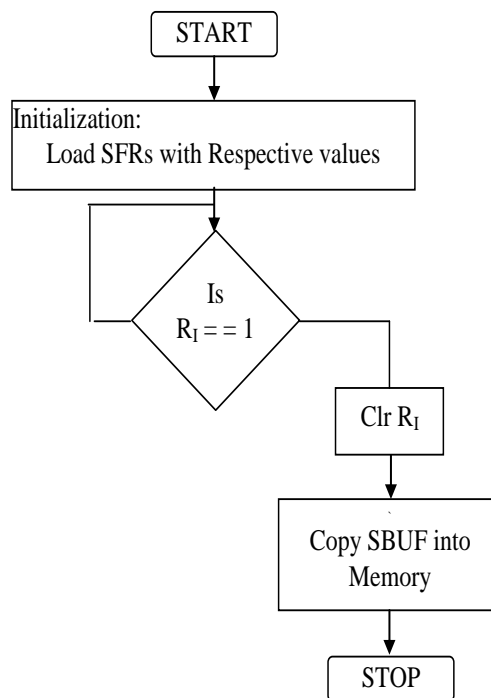 START
Initialization:
Load SFRs with Respective values
Is
R_I = = 1
Clr R_I
Copy SBUF into
Memory
STOP